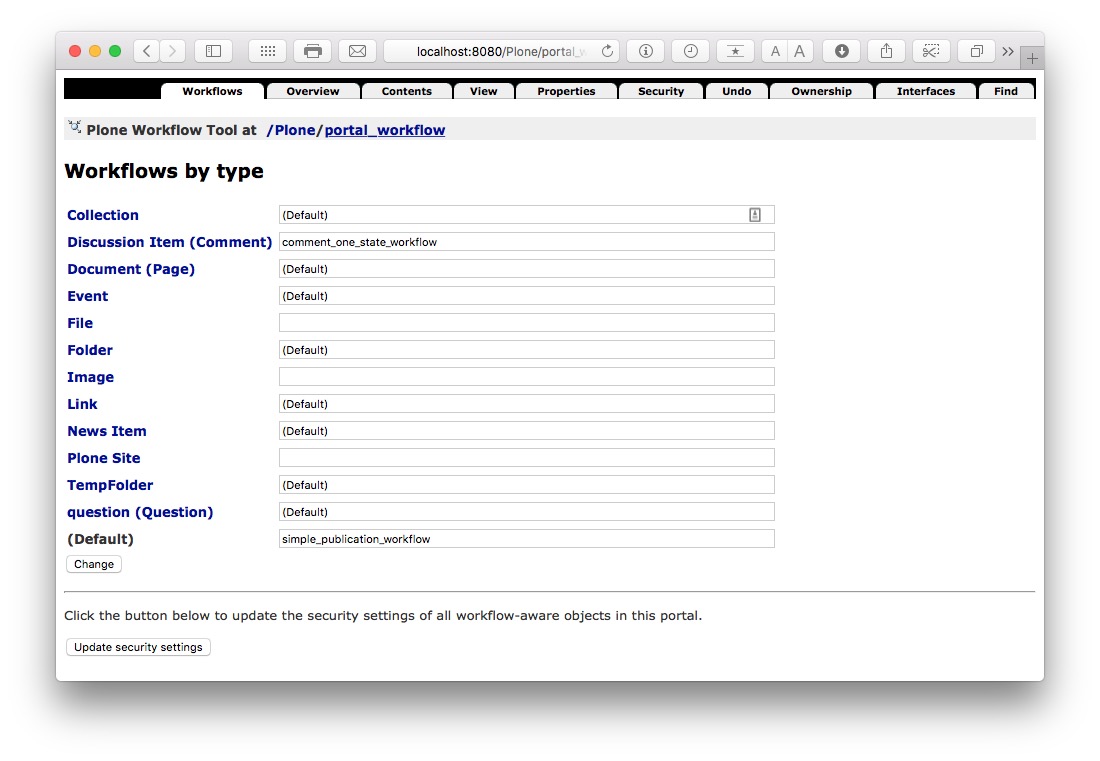 localhost:8080/Plone/portal_w
A A
Workflows Overview Contents View Properties Security Undo Ownership Interfaces Find
Plone Workflow Tool at /Plone/portal_workflow
Workflows by type
Collection (Default)
Discussion Item (Comment) comment_one_state_workflow
Document (Page) (Default)
Event (Default)
File
Folder (Default)
Image
Link (Default)
News Item (Default)
Plone Site
TempFolder (Default)
question (Question) (Default)
(Default) simple_publication_workflow
Change
Click the button below to update the security settings of all workflow-aware objects in this portal.
Update security settings